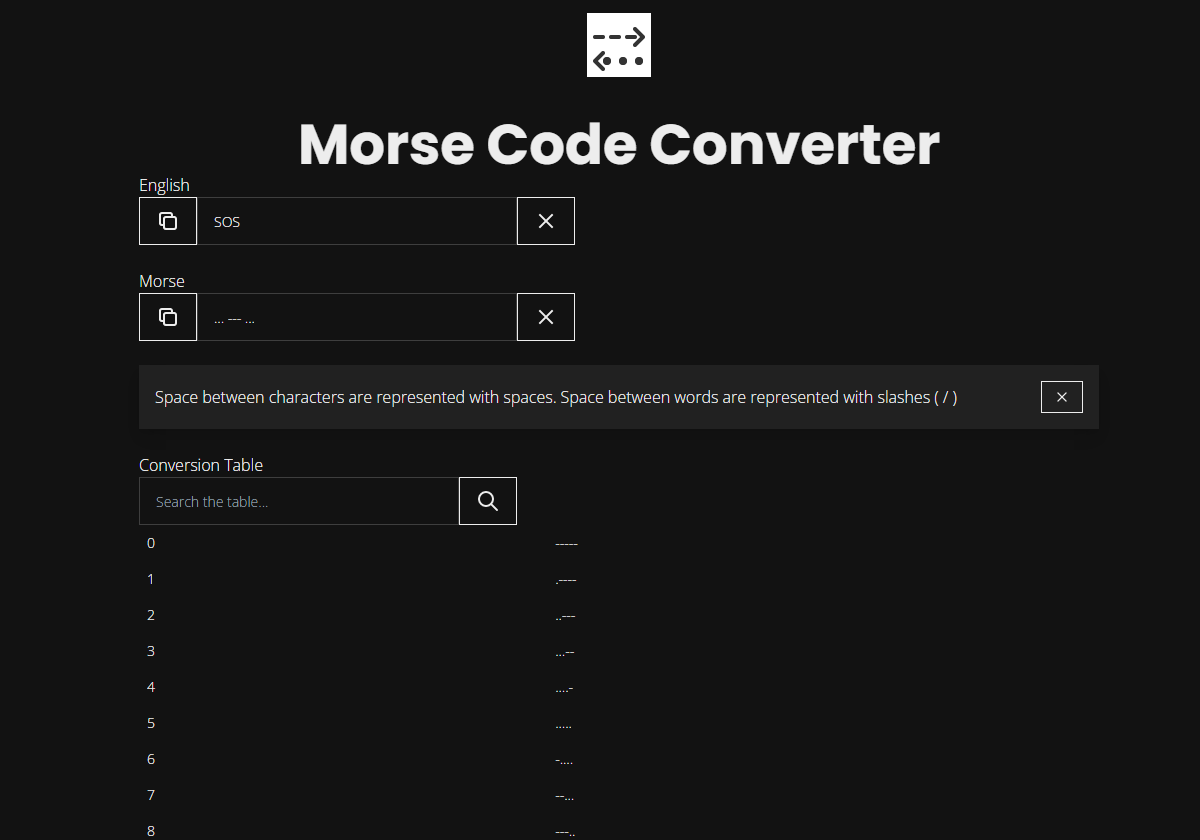 Morse Code Converter
English
SOS
Morse
... --- ...
Space between characters are represented with spaces. Space between words are represented with slashes ( / )
Conversion Table
Search the table...
0 -----
1 .----
2 ..---
3 ...--
4 ....-
5 .....
6 -....
7 --...
8 ---..